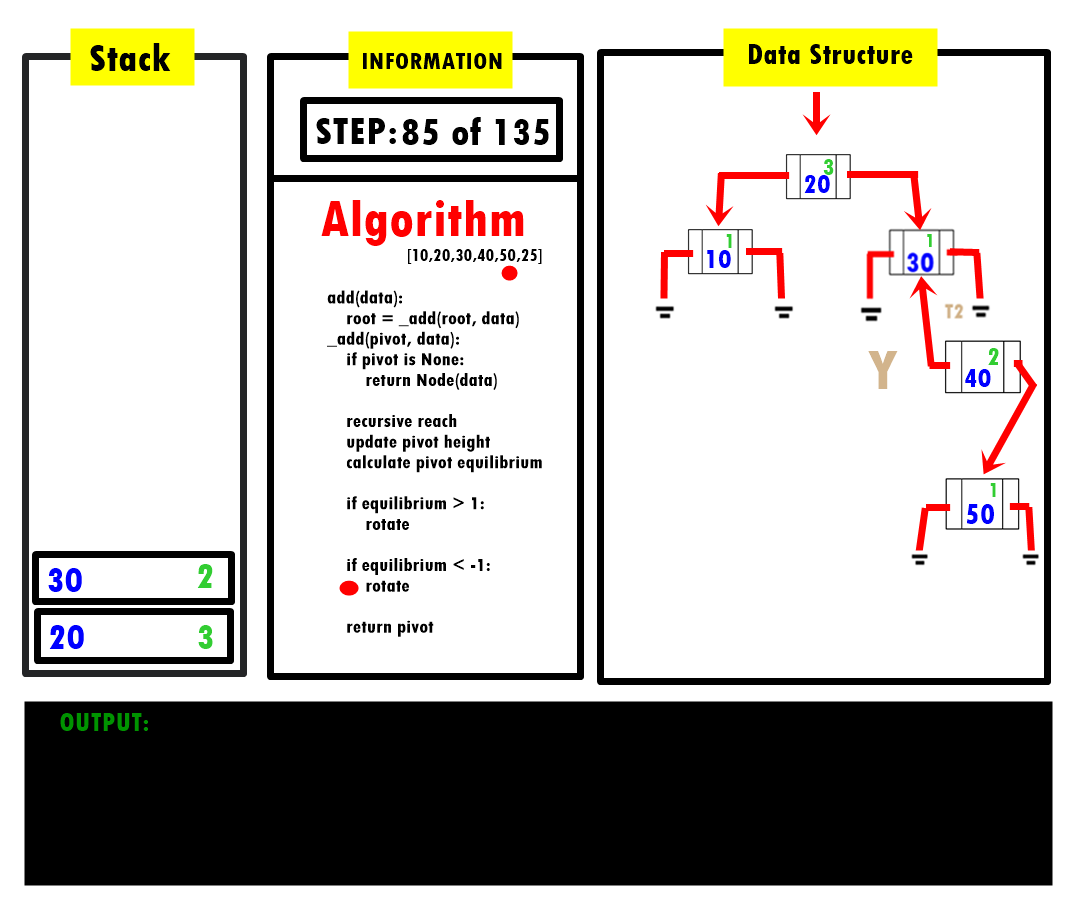 Stack
30 2
20 3
INFORMATION
STEP:85 of 135
Algorithm
[10,20,30,40,50,25]
add(data):
root = _add(root, data)
_add(pivot, data):
if pivot is None:
return Node(data)
recursive reach
update pivot height
calculate pivot equilibrium
if equilibrium > 1:
rotate
if equilibrium < -1:
rotate
return pivot
Data Structure
3
20
1
10
1
30
T2
Y
2
40
1
50
OUTPUT: